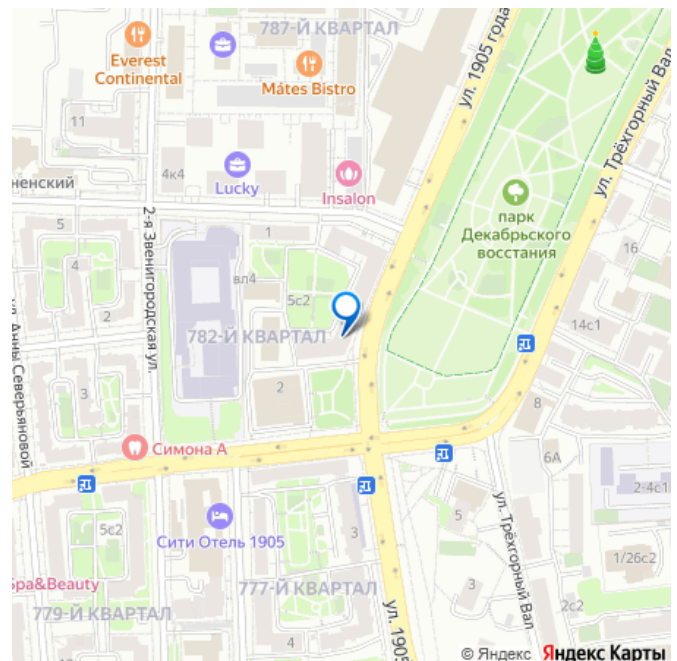 787-Й КВАРТАЛ
Everest
Continental
Mátes Bistro
11
ненский
4к4
Lucky
Insalon
ул. 1905 года
ул. Трёхгорный Вал
парк
Декабрьского
восстания
16
5
4
2
3
2-я Звенигородская ул.
ул. Анны Северьяновой
1
вл4
5с2
782-Й КВАРТАЛ
2
14с1
8
Симона А
6А
2-4с1
5с2
Сити Отель 1905
3
5
ул. Трёхгорный Вал
1/26с2
Spa&Beauty
777-Й КВАРТАЛ
779-Й КВАРТАЛ
4
ул. 1905
3
2с2
© Яндекс Яндекс Карты